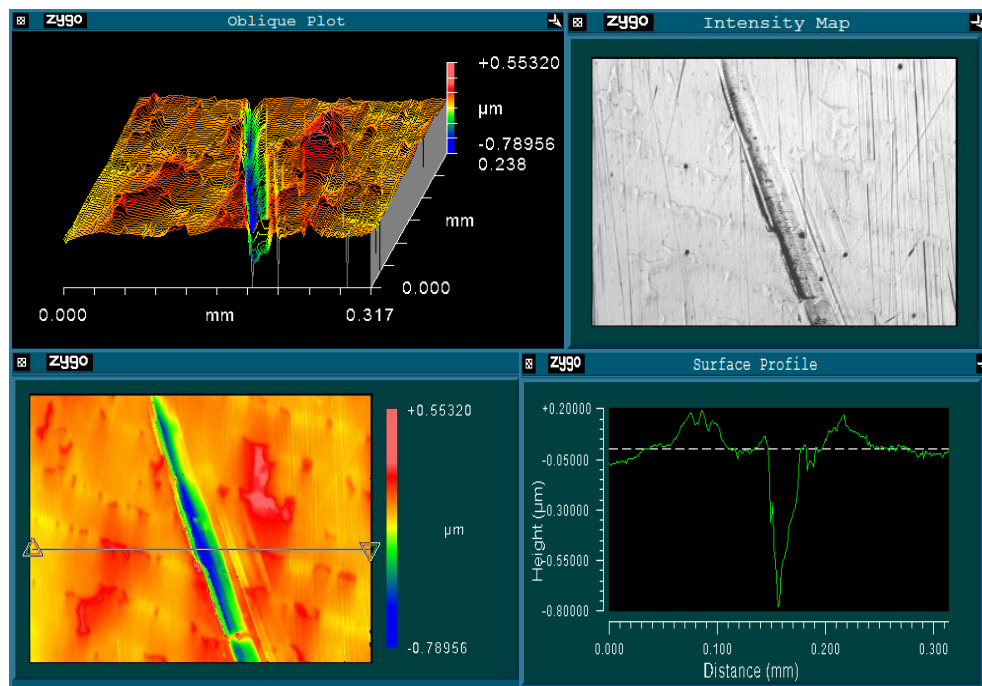 zygo Oblique Plot
+0.55320
µm
-0.78956
0.238
mm
0.000
0.000 mm 0.317
zygo Intensity Map
zygo
+0.55320
µm
-0.78956
zygo Surface Profile
+0.20000
-0.05000
-0.30000
-0.55000
-0.80000
Height (µm)
0.000 0.100 0.200 0.300
Distance (mm)